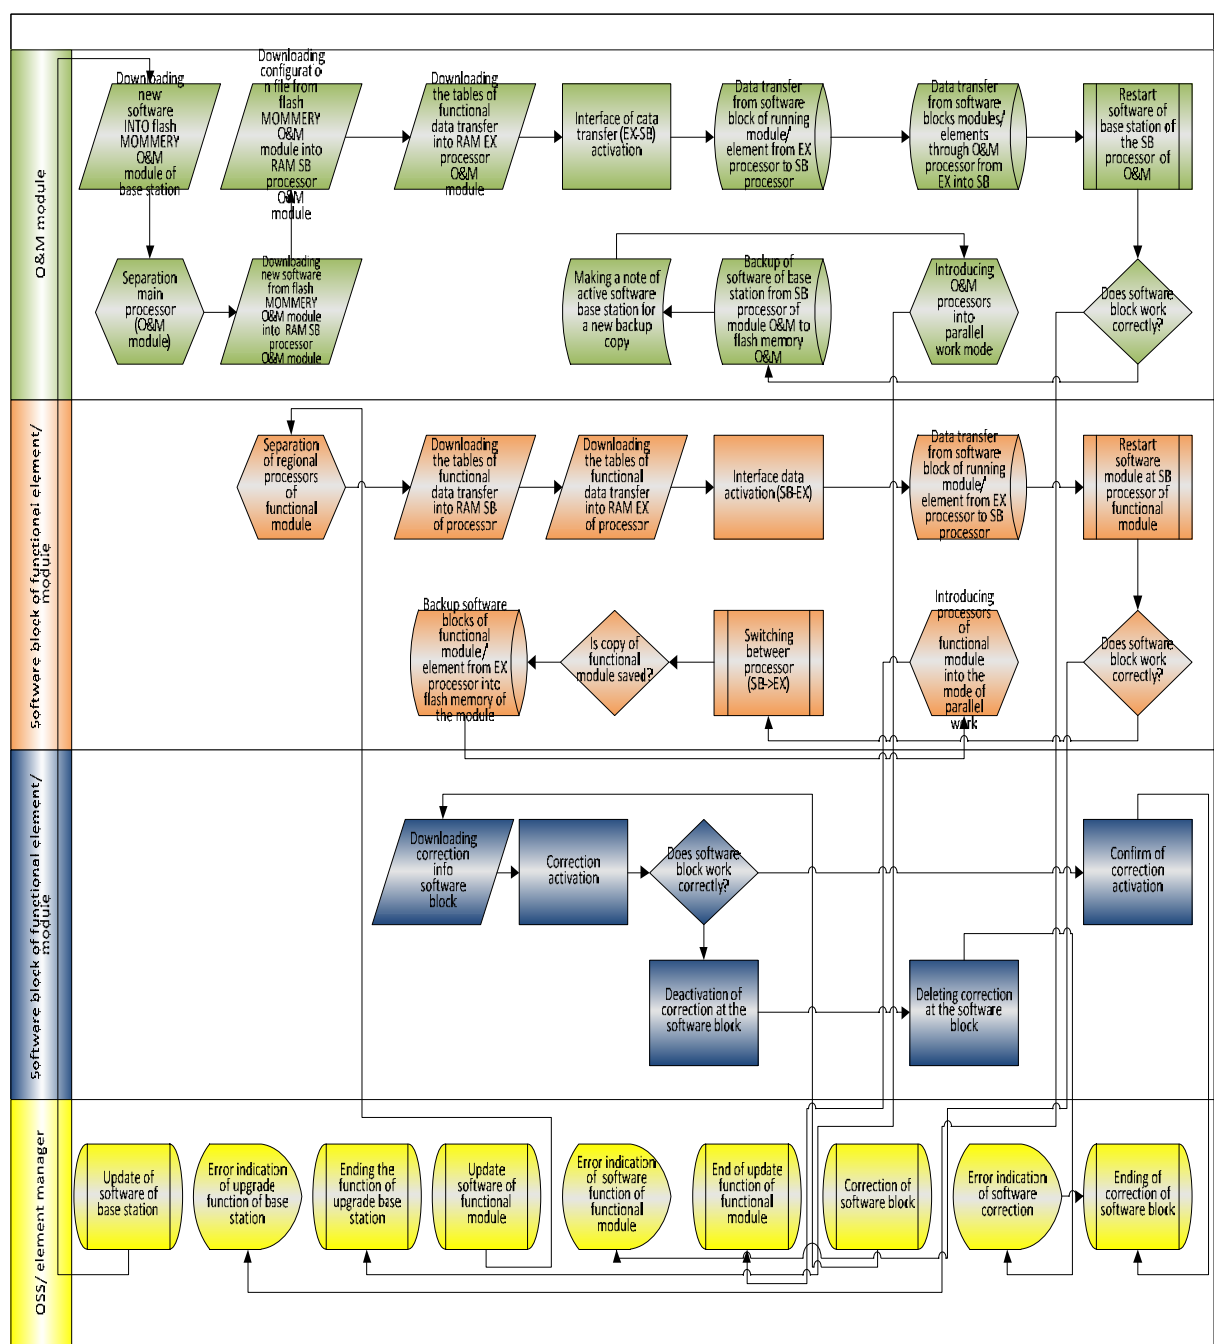 O&M module
Downloading
new
software
INTO flash
MOMMERY
O&M
module of
base station
Downloading
configuratio
n file from
flash
MOMMERY
O&M
module into
RAM SB
processor
O&M
module
Downloading
the tables of
functional
data transfer
into RAM EX
processor
O&M
module
Interface of data
transfer (EX-SB)
activation
Data transfer
from software
block of running
module/
element from EX
processor to SB
processor
Data transfer
from software
blocks modules/
elements
through O&M
processor from
EX into SB
Restart
software of
base station of
the SB
processor of
O&M
Separation
main
processor
(O&M
module)
Downloading
new software
from flash
MOMMERY
O&M module
into RAM SB
processor
O&M module
Making a note of
active software
base station for
a new backup
copy
Backup of
software of base
station from SB
processor of
module O&M to
flash memory
O&M
Introducing
O&M
processors
into parallel
work mode
Does software
block work
correctly?
Software block of functional element/
module
Separation
of regional
processors
of
functional
module
Downloading
the tables of
functional
data transfer
into RAM SB
of processor
Downloading
the tables of
functional
data transfer
into RAM EX
of processor
Interface data
activation (SB-EX)
Data transfer
from software
block of running
module/
element from EX
processor to SB
processor
Restart
software
module at SB
processor of
functional
module
Backup software
blocks of
functional
module/
element from EX
processor into
flash memory of
the module
Is copy of
functional
module saved?
Switching
between
processor
(SB->EX)
Introducing
processors
of
functional
module
into the
mode of
parallel
work
Does software
block work
correctly?
Software block of functional element/
module
Downloading
correction
into
software
block
Correction
activation
Does software
block work
correctly?
Confirm of
correction
activation
Deactivation of
correction at the
software block
Deleting correction
at the software
block
OSS/ element manager
Update of
software of
base station
Error indication
of upgrade
function of base
station
Ending the
function of
upgrade base
station
Update
software of
functional
module
Error indication
of software
function of
functional
module
End of update
function of
functional
module
Correction of
software block
Error indication
of software
correction
Ending of
correction of
software block